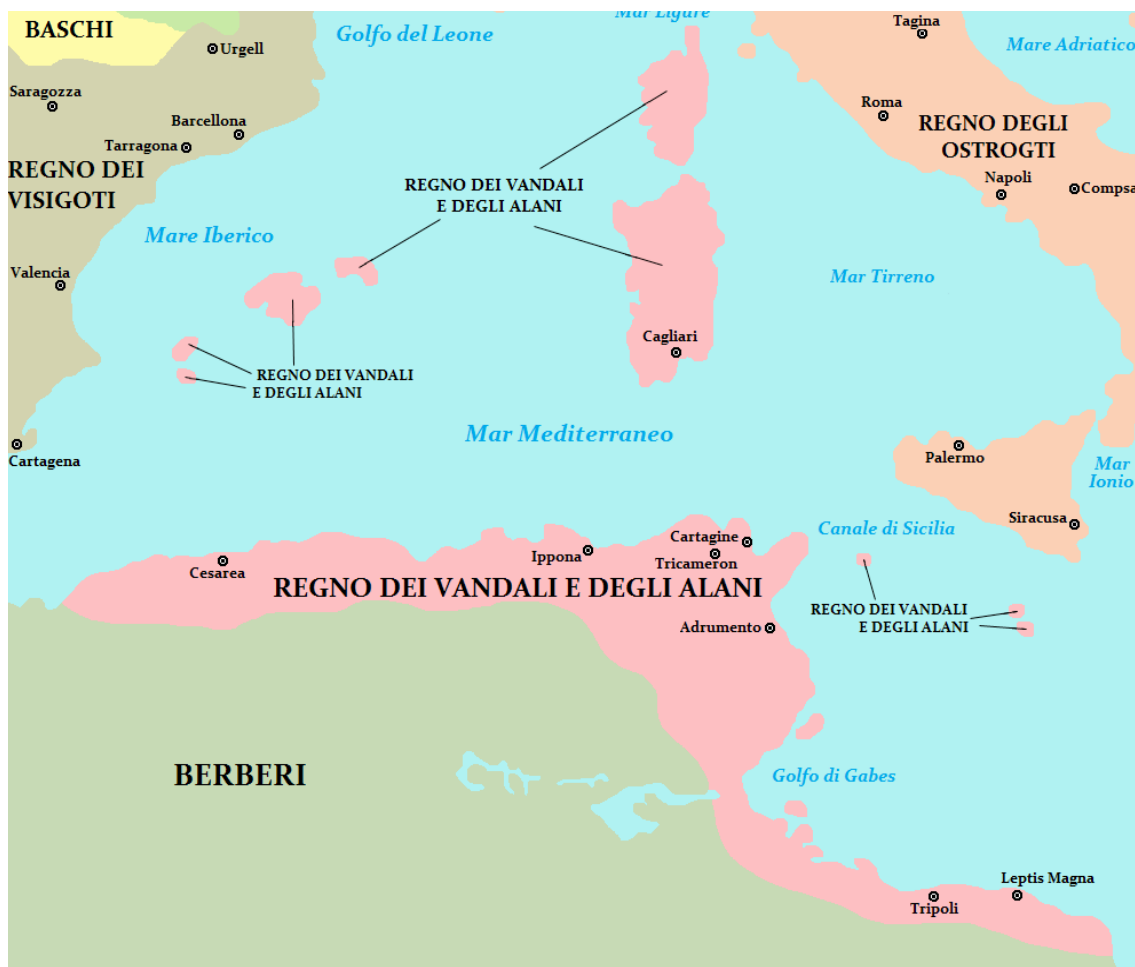 BASCHI
Urgell
Golfo del Leone
Mar Ligure
Tagina
Mare Adriatico
Saragozza
Barcellona
Tarragona
Roma
REGNO DEGLI
OSTROGTI
REGNO DEI
VISIGOTI
REGNO DEI VANDALI
E DEGLI ALANI
Napoli
Compsa
Mare Iberico
Valencia
Mar Tirreno
Cagliari
REGNO DEI VANDALI
E DEGLI ALANI
Mar Mediterraneo
Cartagena
Palermo
Mar
Ionio
Siracusa
Canale di Sicilia
Cartagine
Ippona
Tricameron
Cesarea
REGNO DEI VANDALI E DEGLI ALANI
REGNO DEI VANDALI
E DEGLI ALANI
Adrumento
BERBERI
Golfo di Gabes
Leptis Magna
Tripoli